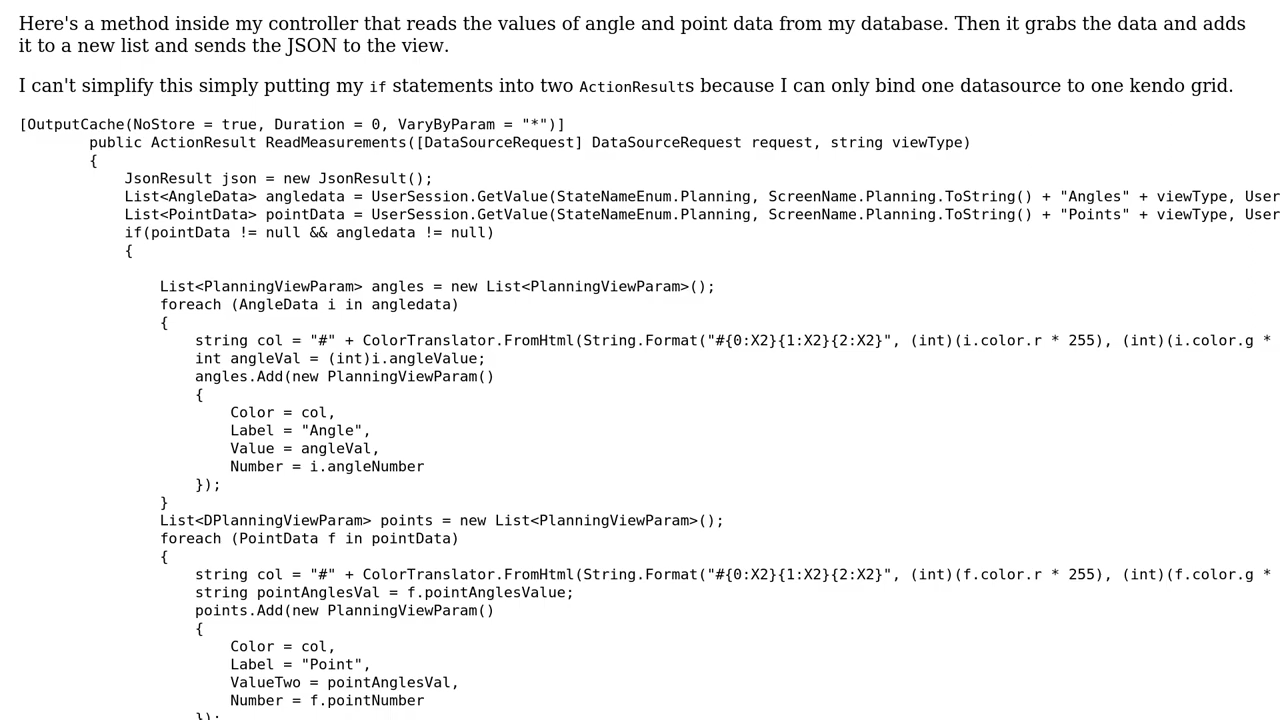 Here's a method inside my controller that reads the values of angle and point data from my database. Then it grabs the data and adds
it to a new list and sends the JSON to the view.
I can't simplify this simply putting my if statements into two ActionResults because I can only bind one datasource to one kendo grid.
[OutputCache(NoStore = true, Duration = 0, VaryByParam = "*")]
public ActionResult ReadMeasurements([DataSourceRequest] DataSourceRequest request, string viewType)
{
JsonResult json = new JsonResult();
List<AngleData> angledata = UserSession.GetValue(StateNameEnum.Planning, ScreenName.Planning.ToString() + "Angles" + viewType, User
List<PointData> pointData = UserSession.GetValue(StateNameEnum.Planning, ScreenName.Planning.ToString() + "Points" + viewType, User
if(pointData != null && angledata != null)
{
List<PlanningViewParam> angles = new List<PlanningViewParam>();
foreach (AngleData i in angledata)
{
string col = "#" + ColorTranslator.FromHtml(String.Format("#{0:X2}{1:X2}{2:X2}", (int)(i.color.r * 255), (int)(i.color.g *
int angleVal = (int)i.angleValue;
angles.Add(new PlanningViewParam()
{
Color = col,
Label = "Angle",
Value = angleVal,
Number = i.angleNumber
});
}
List<DPlanningViewParam> points = new List<PlanningViewParam>();
foreach (PointData f in pointData)
{
string col = "#" + ColorTranslator.FromHtml(String.Format("#{0:X2}{1:X2}{2:X2}", (int)(f.color.r * 255), (int)(f.color.g *
string pointAnglesVal = f.pointAnglesValue;
points.Add(new PlanningViewParam()
{
Color = col,
Label = "Point",
ValueTwo = pointAnglesVal,
Number = f.pointNumber
});